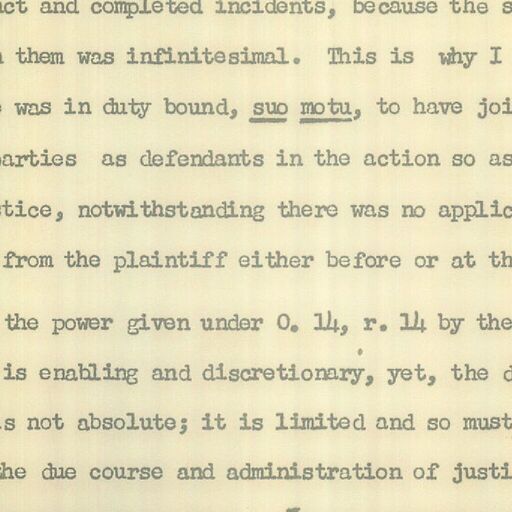 ct and completed incidents, because the s
them was infinitesimal. This is why I
was in duty bound, suo motu, to have joi
parties as defendants in the action so as
tice, notwithstanding there was no applic
from the plaintiff either before or at th
the power given under O. 14, r. 14 by the
is enabling and discretionary, yet, the d
s not absolute; it is limited and so must
the due course and administration of justi